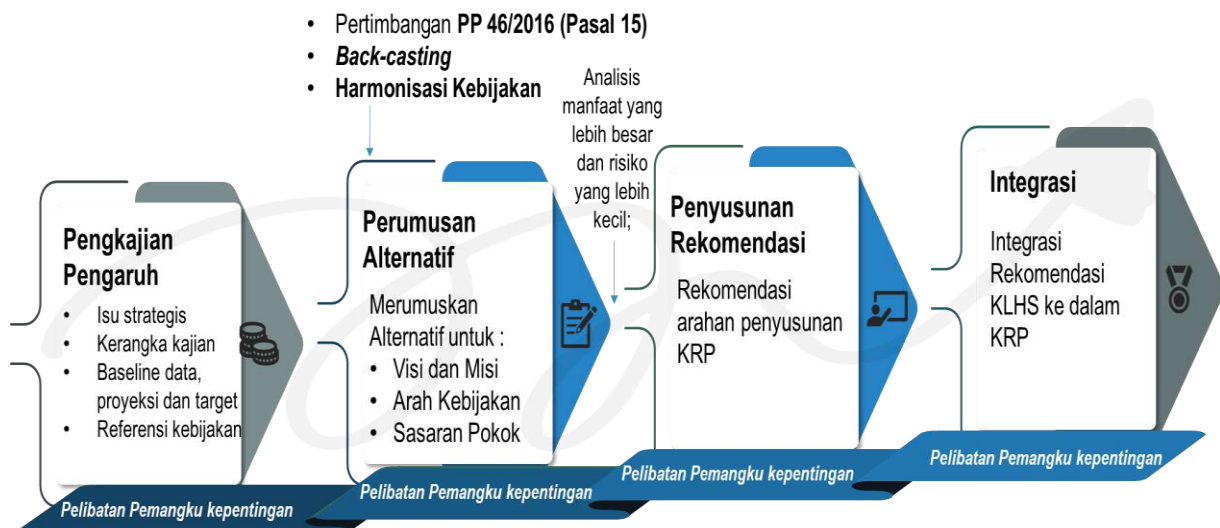 • Pertimbangan PP 46/2016 (Pasal 15)
• Back-casting
• Harmonisasi Kebijakan
Analisis
manfaat yang
lebih besar
dan risiko
yang lebih
kecil;
Pengkajian
Pengaruh
• Isu strategis
• Kerangka kajian
• Baseline data,
proyeksi dan target
• Referensi kebijakan
Perumusan
Alternatif
Merumuskan
Alternatif untuk :
• Visi dan Misi
• Arah Kebijakan
• Sasaran Pokok
Penyusunan
Rekomendasi
Rekomendasi
arahan penyusunan
KRP
Integrasi
Integrasi
Rekomendasi
KLHS ke dalam
KRP
Pelibatan Pemangku kepentingan
Pelibatan Pemangku kepentingan
Pelibatan Pemangku kepentingan
Pelibatan Pemangku kepentingan